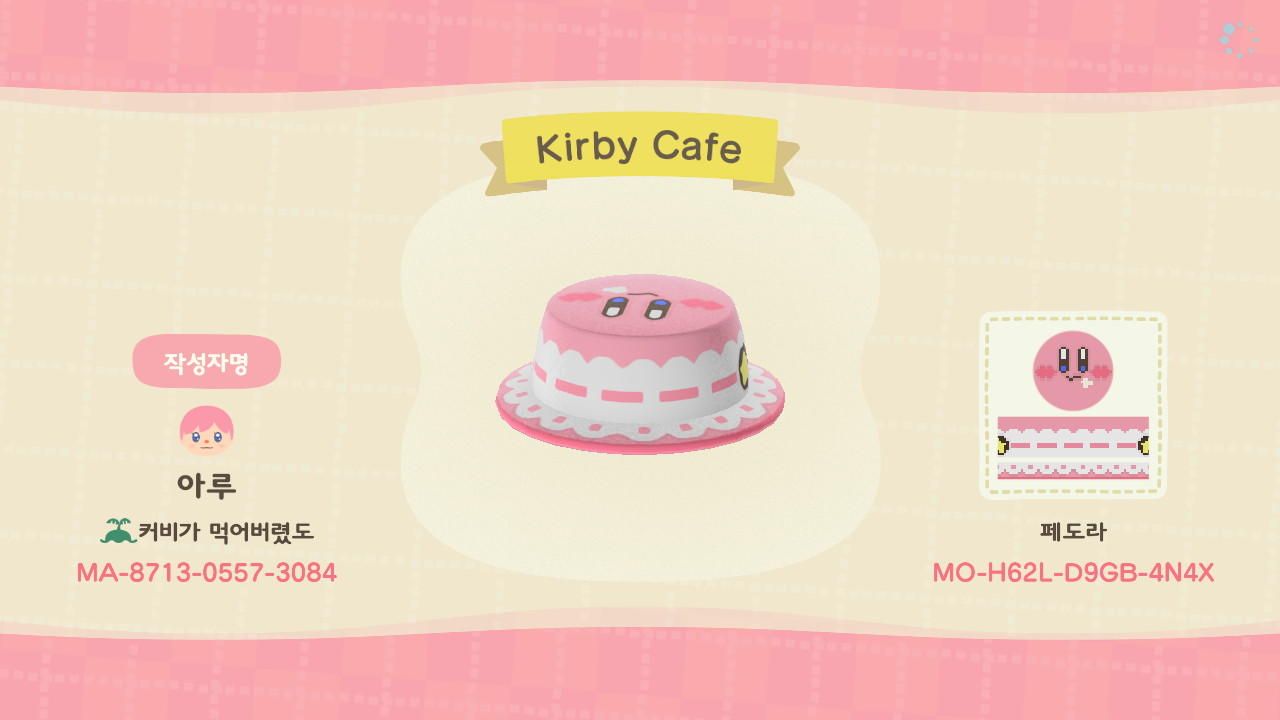 Kirby Cafe
작성자명
아루
커비가 먹어버렸도
MA-8713-0557-3084
페도라
MO-H62L-D9GB-4N4X